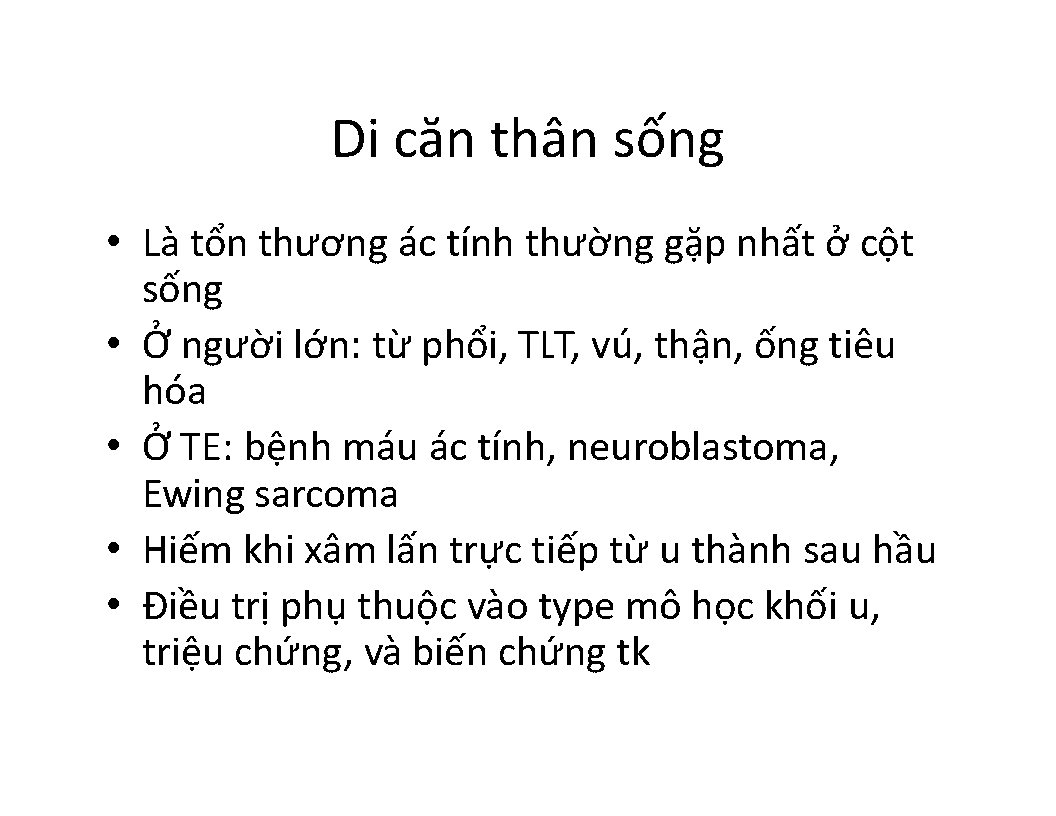 Di căn thân sống
• Là tổn thương ác tính thường gặp nhất ở cột
sống
• Ở người lớn: từ phổi, TLT, vú, thận, ống tiêu
hóa
• Ở TE: bệnh máu ác tính, neuroblastoma,
Ewing sarcoma
• Hiếm khi xâm lấn trực tiếp từ u thành sau hầu
• Điều trị phụ thuộc vào type mô học khối u,
triệu chứng, và biến chứng tk